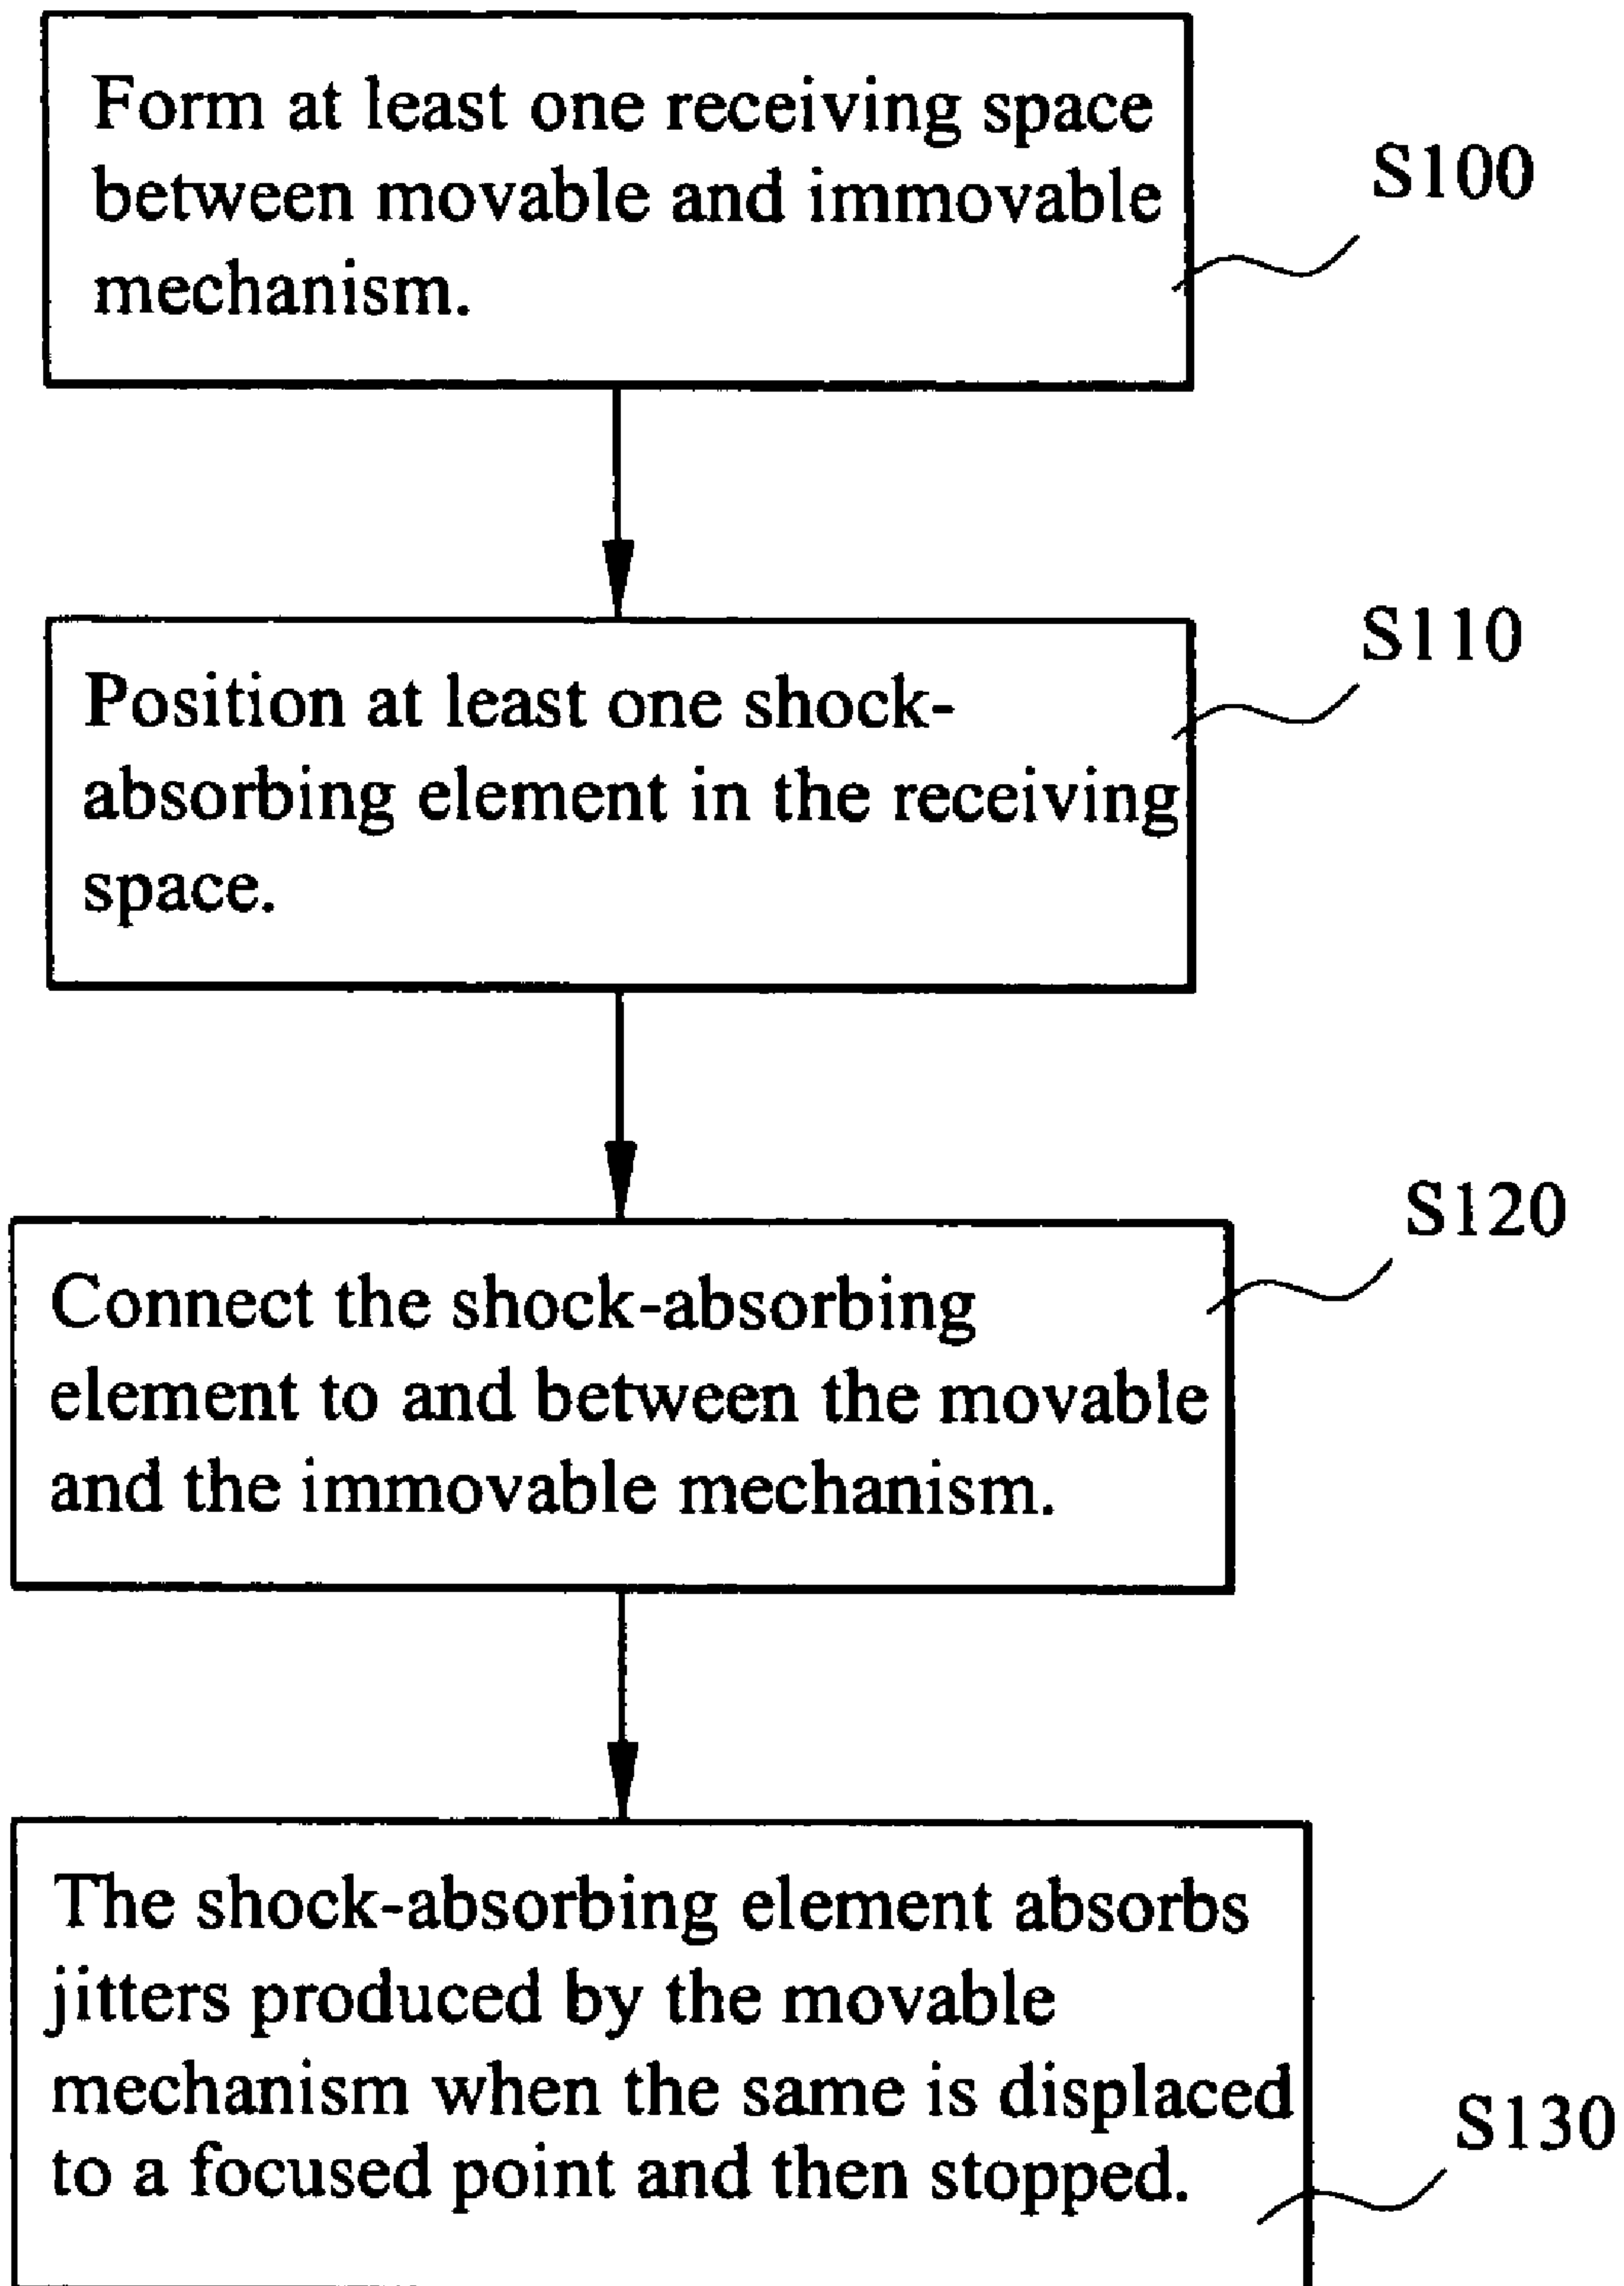 Form at least one receiving space
between movable and immovable
mechanism.
S100
Position at least one shock-
absorbing element in the receiving
space.
S110
Connect the shock-absorbing
element to and between the movable
and the immovable mechanism.
S120
The shock-absorbing element absorbs
jitters produced by the movable
mechanism when the same is displaced
to a focused point and then stopped.
S130